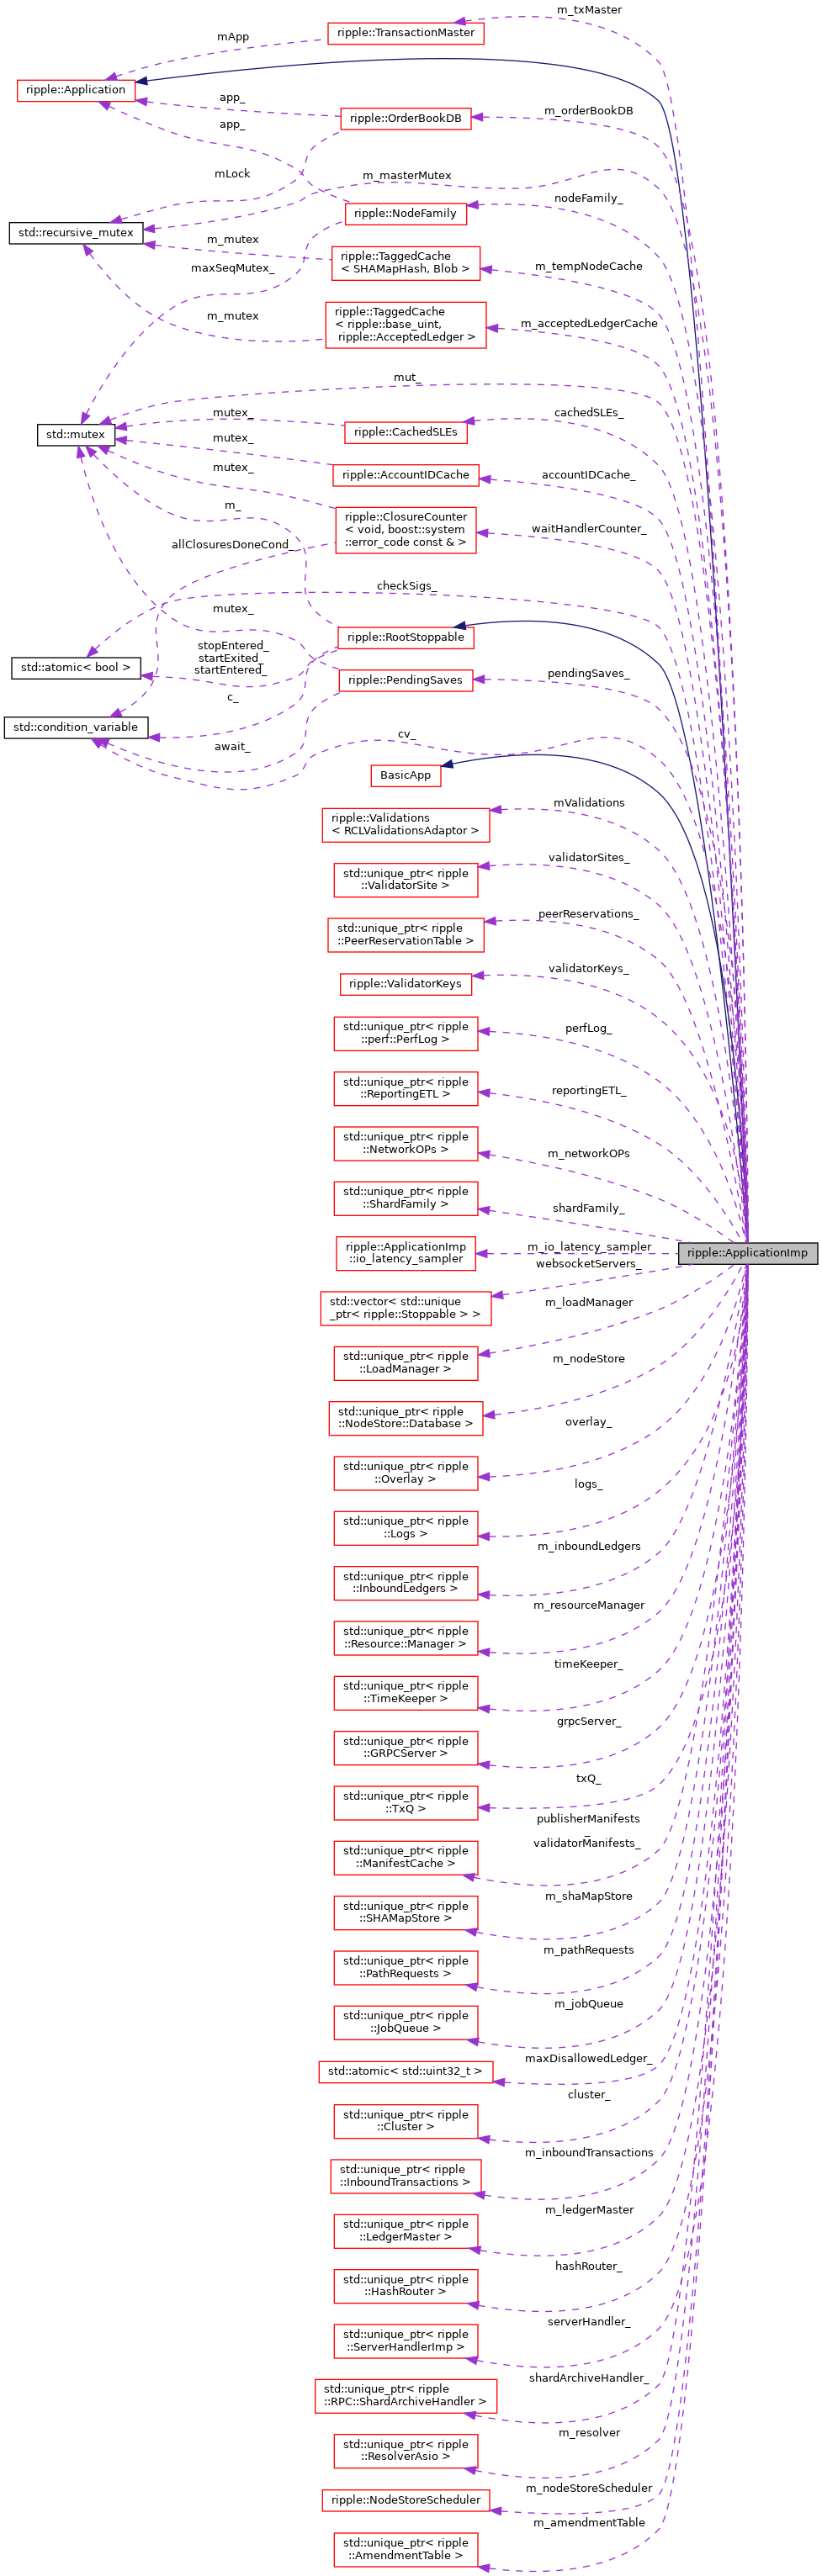 m_txMaster
ripple::TransactionMaster
mApp
ripple::Application
app_
m_orderBookDB
ripple::OrderBookDB
app_
mLock
m_masterMutex
nodeFamily_
ripple::NodeFamily
std::recursive_mutex
m_mutex
maxSeqMutex_
ripple::TaggedCache
< SHAMapHash, Blob >
m_tempNodeCache
m_mutex
ripple::TaggedCache
< ripple::base_uint,
ripple::AcceptedLedger >
m_acceptedLedgerCache
mut_
mutex_
cachedSLEs_
ripple::CachedSLEs
std::mutex
mutex_
mutex_
ripple::AccountIDCache
accountIDCache_
m_
ripple::ClosureCounter
< void, boost::system
::error_code const & >
waitHandlerCounter_
allClosuresDoneCond_
checkSigs_
mutex_
ripple::RootStoppable
stopEntered_
startExited_
startEntered_
std::atomic< bool >
ripple::PendingSaves
pendingSaves_
c_
std::condition_variable
await_
cv_
BasicApp
ripple::Validations
< RCLValidationsAdaptor >
mValidations
std::unique_ptr< ripple
::ValidatorSite >
validatorSites_
std::unique_ptr< ripple
::PeerReservationTable >
peerReservations_
ripple::ValidatorKeys
validatorKeys_
std::unique_ptr< ripple
::perf::PerfLog >
perfLog_
std::unique_ptr< ripple
::ReportingETL >
reportingETL_
std::unique_ptr< ripple
::NetworkOPs >
m_networkOPs
std::unique_ptr< ripple
::ShardFamily >
shardFamily_
ripple::ApplicationImp
::io_latency_sampler
m_io_latency_sampler
ripple::ApplicationImp
websocketServers_
std::vector< std::unique
_ptr< ripple::Stoppable > >
m_loadManager
std::unique_ptr< ripple
::LoadManager >
m_nodeStore
std::unique_ptr< ripple
::NodeStore::Database >
overlay_
std::unique_ptr< ripple
::Overlay >
logs_
std::unique_ptr< ripple
::Logs >
m_inboundLedgers
std::unique_ptr< ripple
::InboundLedgers >
m_resourceManager
std::unique_ptr< ripple
::Resource::Manager >
timeKeeper_
std::unique_ptr< ripple
::TimeKeeper >
grpcServer_
std::unique_ptr< ripple
::GRPCServer >
txQ_
std::unique_ptr< ripple
::TxQ >
publisherManifests
_
validatorManifests_
std::unique_ptr< ripple
::ManifestCache >
m_shaMapStore
std::unique_ptr< ripple
::SHAMapStore >
m_pathRequests
std::unique_ptr< ripple
::PathRequests >
m_jobQueue
std::unique_ptr< ripple
::JobQueue >
maxDisallowedLedger_
std::atomic< std::uint32_t >
cluster_
std::unique_ptr< ripple
::Cluster >
m_inboundTransactions
std::unique_ptr< ripple
::InboundTransactions >
m_ledgerMaster
std::unique_ptr< ripple
::LedgerMaster >
hashRouter_
std::unique_ptr< ripple
::HashRouter >
serverHandler_
std::unique_ptr< ripple
::ServerHandlerImp >
shardArchiveHandler_
std::unique_ptr< ripple
::RPC::ShardArchiveHandler >
m_resolver
std::unique_ptr< ripple
::ResolverAsio >
m_nodeStoreScheduler
ripple::NodeStoreScheduler
m_amendmentTable
std::unique_ptr< ripple
::AmendmentTable >